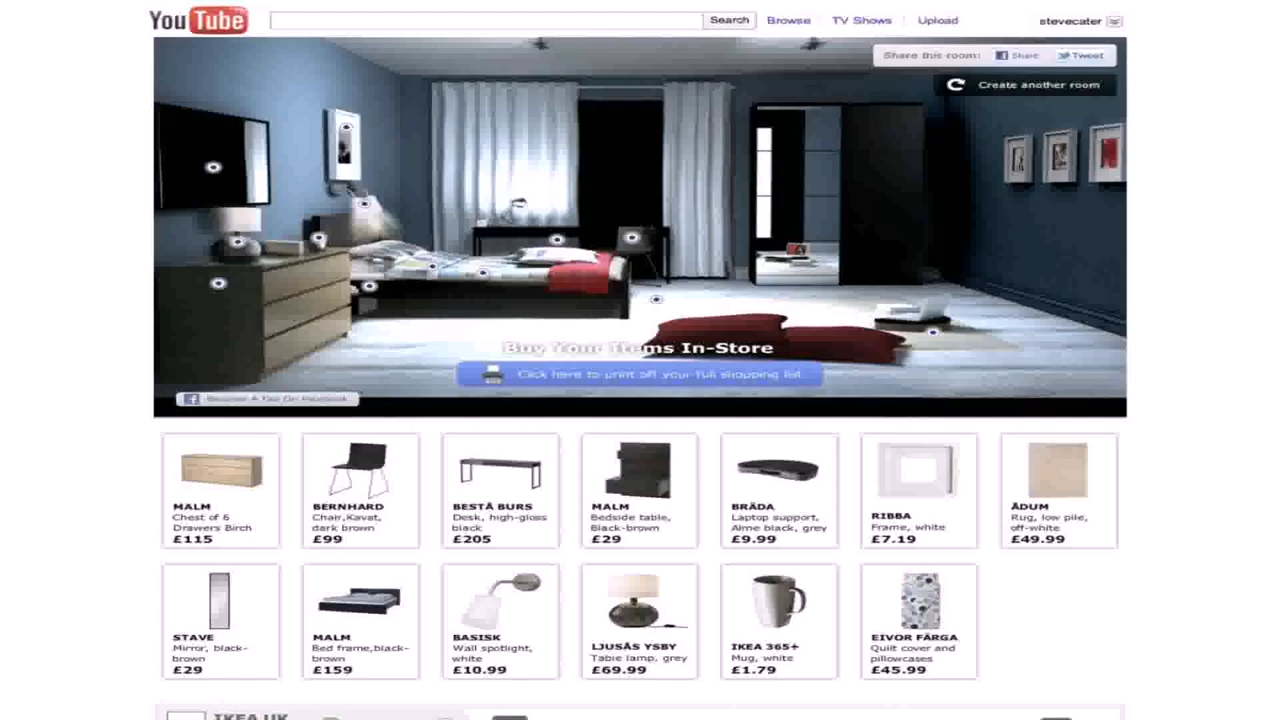 YouTube
Search
Browse
TV Shows
Upload
stevecater
Share this room:
Share
Tweet
Create another room
Buy Your Items In-Store
Click here to print off your full shopping list
Become A Fan On Facebook
MALM
Chest of 6
Drawers Birch
£115
BERNHARD
Chair,Kavat,
dark brown
£99
BESTÅ BURS
Desk, high-gloss
black
£205
MALM
Bedside table,
Black-brown
£29
BRÄDA
Laptop support,
Alme black, grey
£9.99
RIBBA
Frame, white
£7.19
ÅDUM
Rug, low pile,
off-white
£49.99
STAVE
Mirror, black-
brown
£29
MALM
Bed frame,black-
brown
£159
BASISK
Wall spotlight,
white
£10.99
LJUSÅS YSBY
Table lamp, grey
£69.99
IKEA 365+
Mug, white
£1.79
EIVOR FÄRGA
Quilt cover and
pillowcases
£45.99
IKEA UK